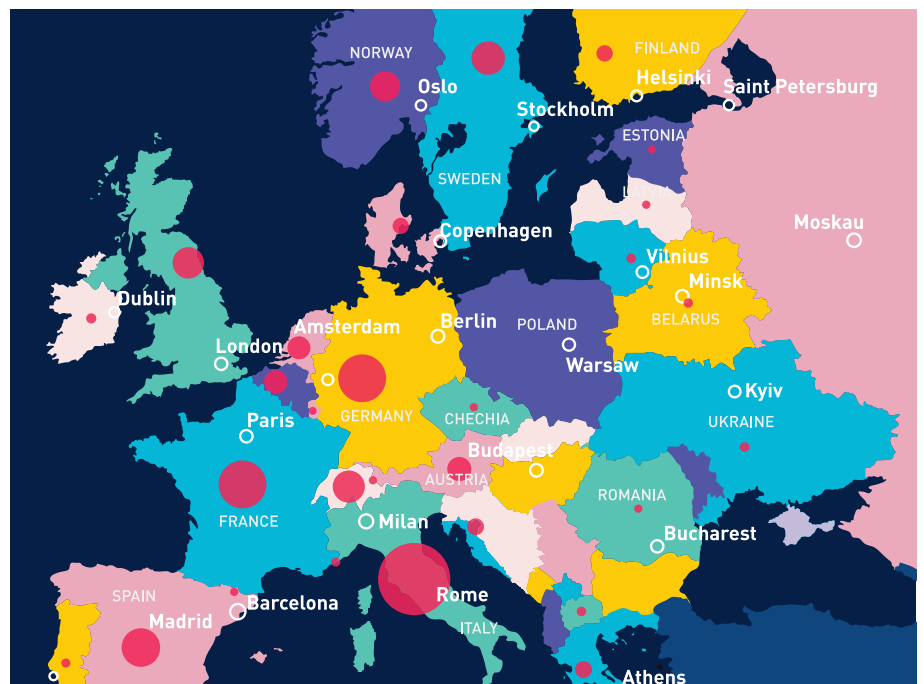 NORWAY
FINLAND
Oslo
Helsinki
Saint Petersburg
Stockholm
ESTONIA
SWEDEN
LATVIA
Moskau
Copenhagen
Vilnius
Minsk
Dublin
Amsterdam
Berlin
POLAND
BELARUS
London
Warsaw
Kyiv
Paris
GERMANY
CHECHIA
UKRAINE
Budapest
AUSTRIA
ROMANIA
FRANCE
Milan
Bucharest
SPAIN
Barcelona
Rome
Madrid
ITALY
Athens